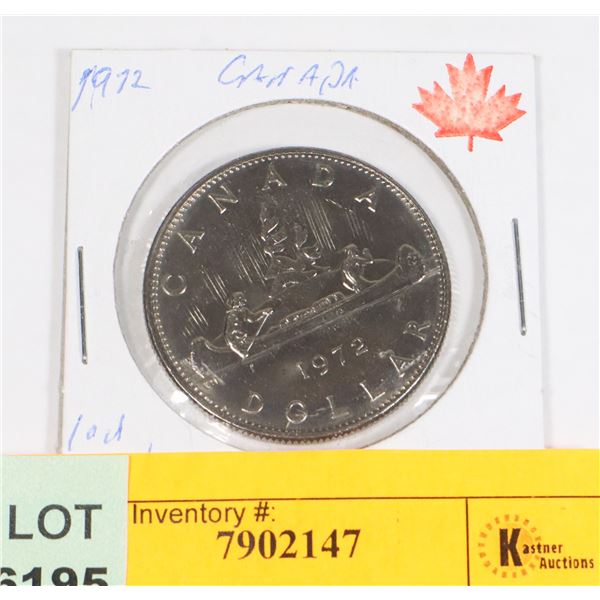 1972 CANADA
CANADA
1972
DOLLAR
LOT
6195
Inventory #:
7902147
Kastner
Auctions